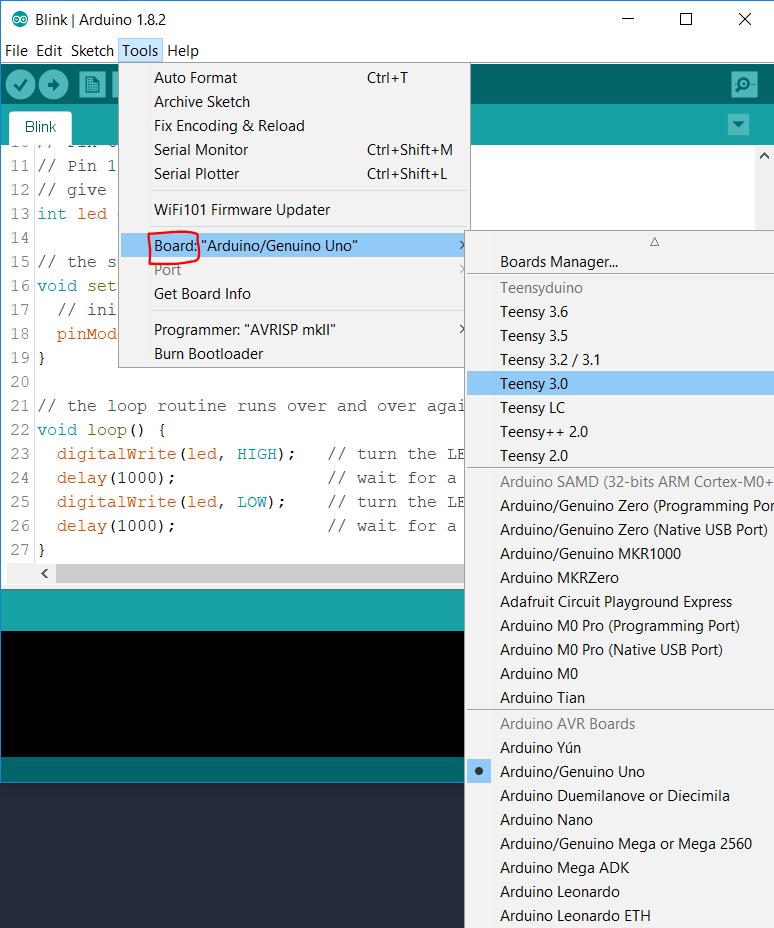 Blink | Arduino 1.8.2
File Edit Sketch Tools Help
Blink
Auto Format Ctrl+T
Archive Sketch
Fix Encoding & Reload
Serial Monitor Ctrl+Shift+M
Serial Plotter Ctrl+Shift+L
WiFi101 Firmware Updater
Board: "Arduino/Genuino Uno"
Port
Get Board Info
Programmer: "AVRISP mkII"
Burn Bootloader
11 // Pin 1
12 // give
13 int led
14
15 // the s
16 void set
17 // ini
18 pinMod
19 }
20
21 // the loop routine runs over and over agai
22 void loop() {
23 digitalWrite(led, HIGH); // turn the LE
24 delay(1000); // wait for a
25 digitalWrite(led, LOW); // turn the LE
26 delay(1000); // wait for a
27 }
Boards Manager...
Teensyduino
Teensy 3.6
Teensy 3.5
Teensy 3.2 / 3.1
Teensy 3.0
Teensy LC
Teensy++ 2.0
Teensy 2.0
Arduino SAMD (32-bits ARM Cortex-M0+
Arduino/Genuino Zero (Programming Por
Arduino/Genuino Zero (Native USB Port)
Arduino/Genuino MKR1000
Arduino MKRZero
Adafruit Circuit Playground Express
Arduino M0 Pro (Programming Port)
Arduino M0 Pro (Native USB Port)
Arduino M0
Arduino Tian
Arduino AVR Boards
Arduino Yún
Arduino/Genuino Uno
Arduino Duemilanove or Diecimila
Arduino Nano
Arduino/Genuino Mega or Mega 2560
Arduino Mega ADK
Arduino Leonardo
Arduino Leonardo ETH